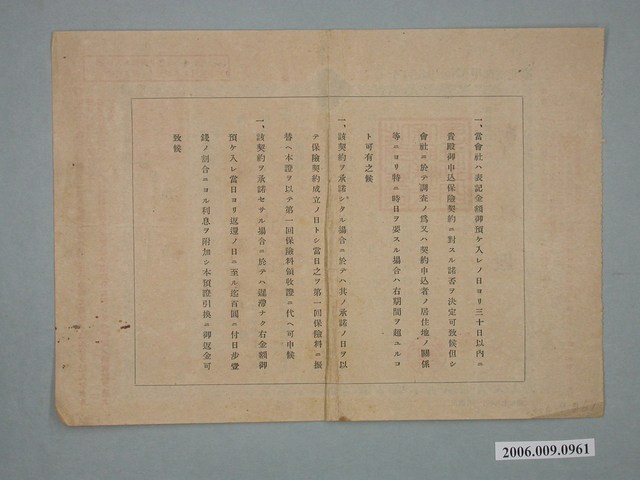 一、當會社ハ表記金額御預ケ入レノ日ヨリ三十日以內ニ
貴殿御申込保險契約ニ對スル諾否ヲ決定可致候但シ
會社ニ於テ調査ノ爲又ハ契約申込者ノ居住地ノ關係
等ニヨリ特ニ時日ヲ要スル場合ハ右期間ヲ超ユルコ
ト可有之候
一、該契約ヲ承諾シタル場合ニ於テハ其ノ承諾ノ日ヲ以
テ保險契約成立ノ日トシ當日之ヲ第一回保險料ニ振
替ヘ本證ヲ以テ第一回保險料領收證ニ代ヘ可申候
一、該契約ヲ承諾セサル場合ニ於テハ遲滯ナク右金額御
預ケ入レ當日ヨリ返還ノ日ニ至ル迄百圓ニ付日步壹
錢ノ割合ニヨル利息ヲ附加シ本預證引換ニ御返金可
致候
2006.009.0961